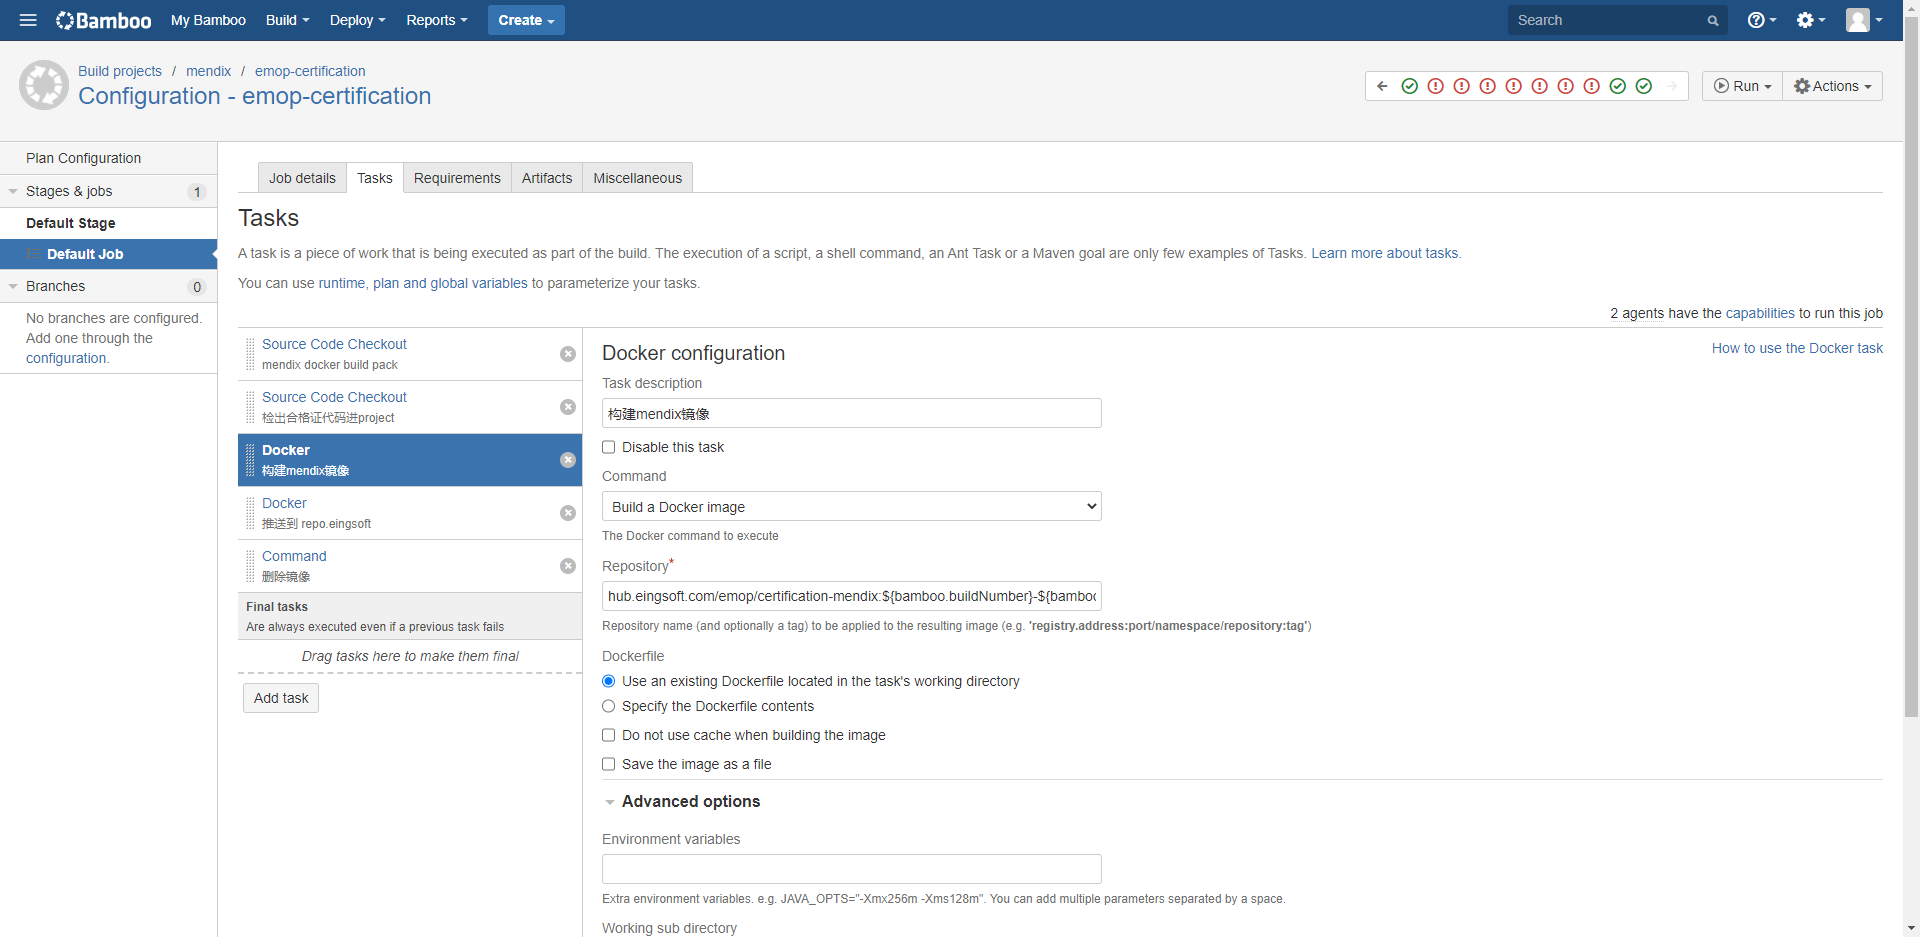 Bamboo My Bamboo Build Deploy Reports Create Search
Build projects / mendix / emop-certification
Configuration - emop-certification
Run Actions
Plan Configuration
Stages & jobs 1
Default Stage
Default Job
Branches 0
No branches are configured.
Add one through the
configuration.
Job details Tasks Requirements Artifacts Miscellaneous
Tasks
A task is a piece of work that is being executed as part of the build. The execution of a script, a shell command, an Ant Task or a Maven goal are only few examples of Tasks. Learn more about tasks.
You can use runtime, plan and global variables to parameterize your tasks.
2 agents have the capabilities to run this job
Source Code Checkout
mendix docker build pack
Source Code Checkout
检出合格证代码进project
Docker
构建mendix镜像
Docker
推送到 repo.eingsoft
Command
删除镜像
Final tasks
Are always executed even if a previous task fails
Drag tasks here to make them final
Add task
Docker configuration
How to use the Docker task
Task description
构建mendix镜像
Disable this task
Command
Build a Docker image
The Docker command to execute
Repository*
hub.eingsoft.com/emop/certification-mendix:${bamboo.buildNumber}-${bamboo
Repository name (and optionally a tag) to be applied to the resulting image (e.g. 'registry.address:port/namespace/repository:tag')
Dockerfile
Use an existing Dockerfile located in the task's working directory
Specify the Dockerfile contents
Do not use cache when building the image
Save the image as a file
Advanced options
Environment variables
Extra environment variables. e.g. JAVA_OPTS="-Xmx256m -Xms128m". You can add multiple parameters separated by a space.
Working sub directory